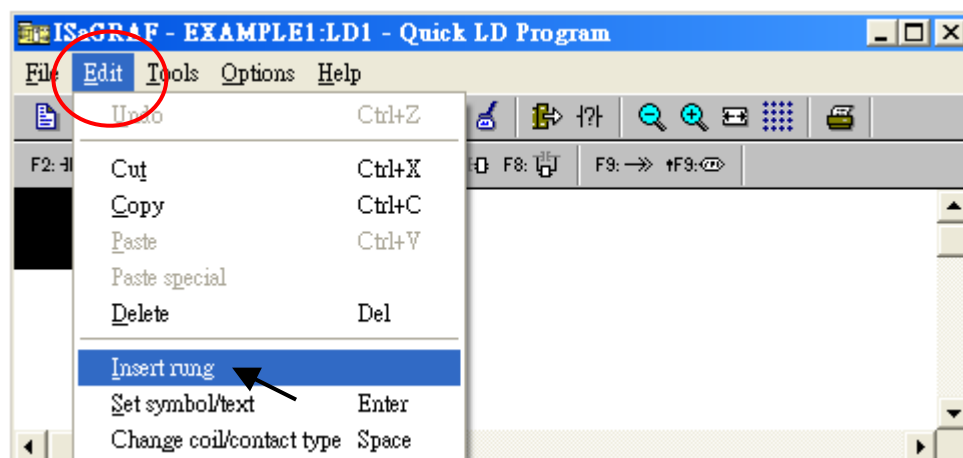 ISaGRAF - EXAMPLE1:LD1 - Quick LD Program
File Edit Tools Options Help
Undo Ctrl+Z
F2: F8: F9: F9:
Cut Ctrl+X
Copy Ctrl+C
Paste Ctrl+V
Paste special
Delete Del
Insert rung
Set symbol/text Enter
Change coil/contact type Space